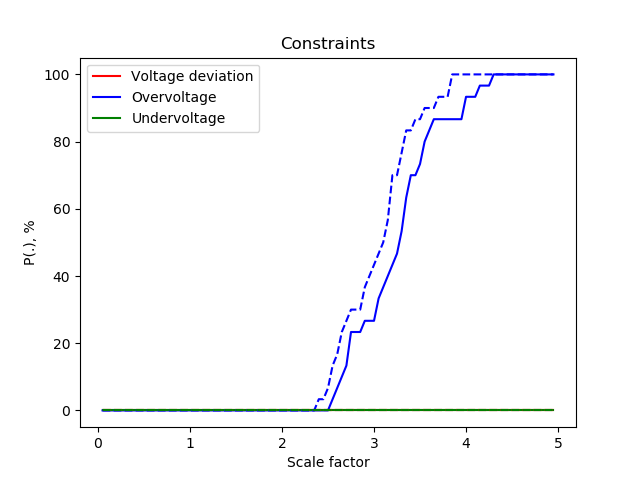 Constraints
Voltage deviation
Overvoltage
Undervoltage
P(.), %
100
80
60
40
20
0
0 1 2 3 4 5
Scale factor